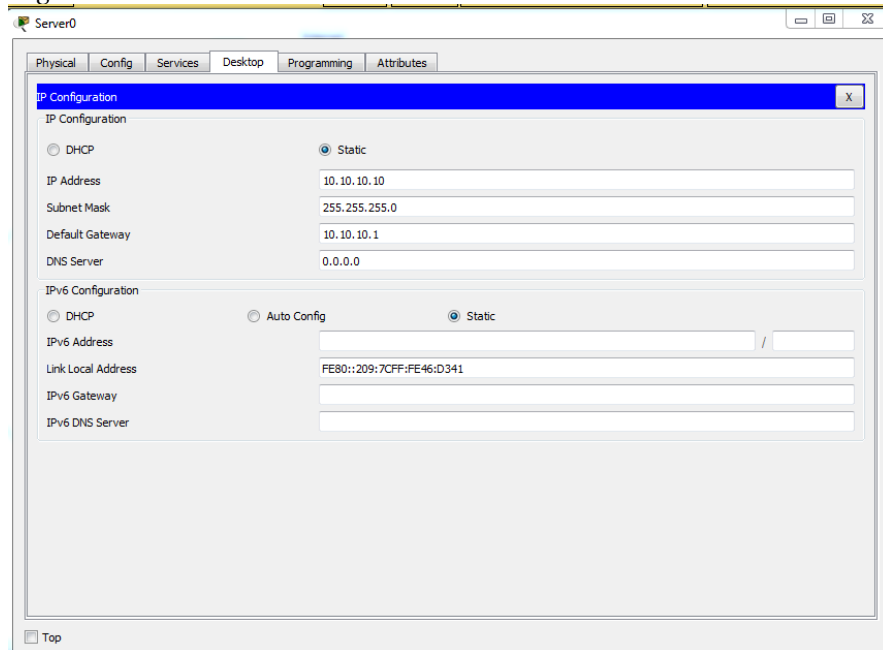 Server0
Physical Config Services Desktop Programming Attributes
IP Configuration X
IP Configuration
DHCP Static
IP Address 10.10.10.10
Subnet Mask 255.255.255.0
Default Gateway 10.10.10.1
DNS Server 0.0.0.0
IPv6 Configuration
DHCP Auto Config Static
IPv6 Address /
Link Local Address FE80::209:7CFF:FE46:D341
IPv6 Gateway
IPv6 DNS Server
Top